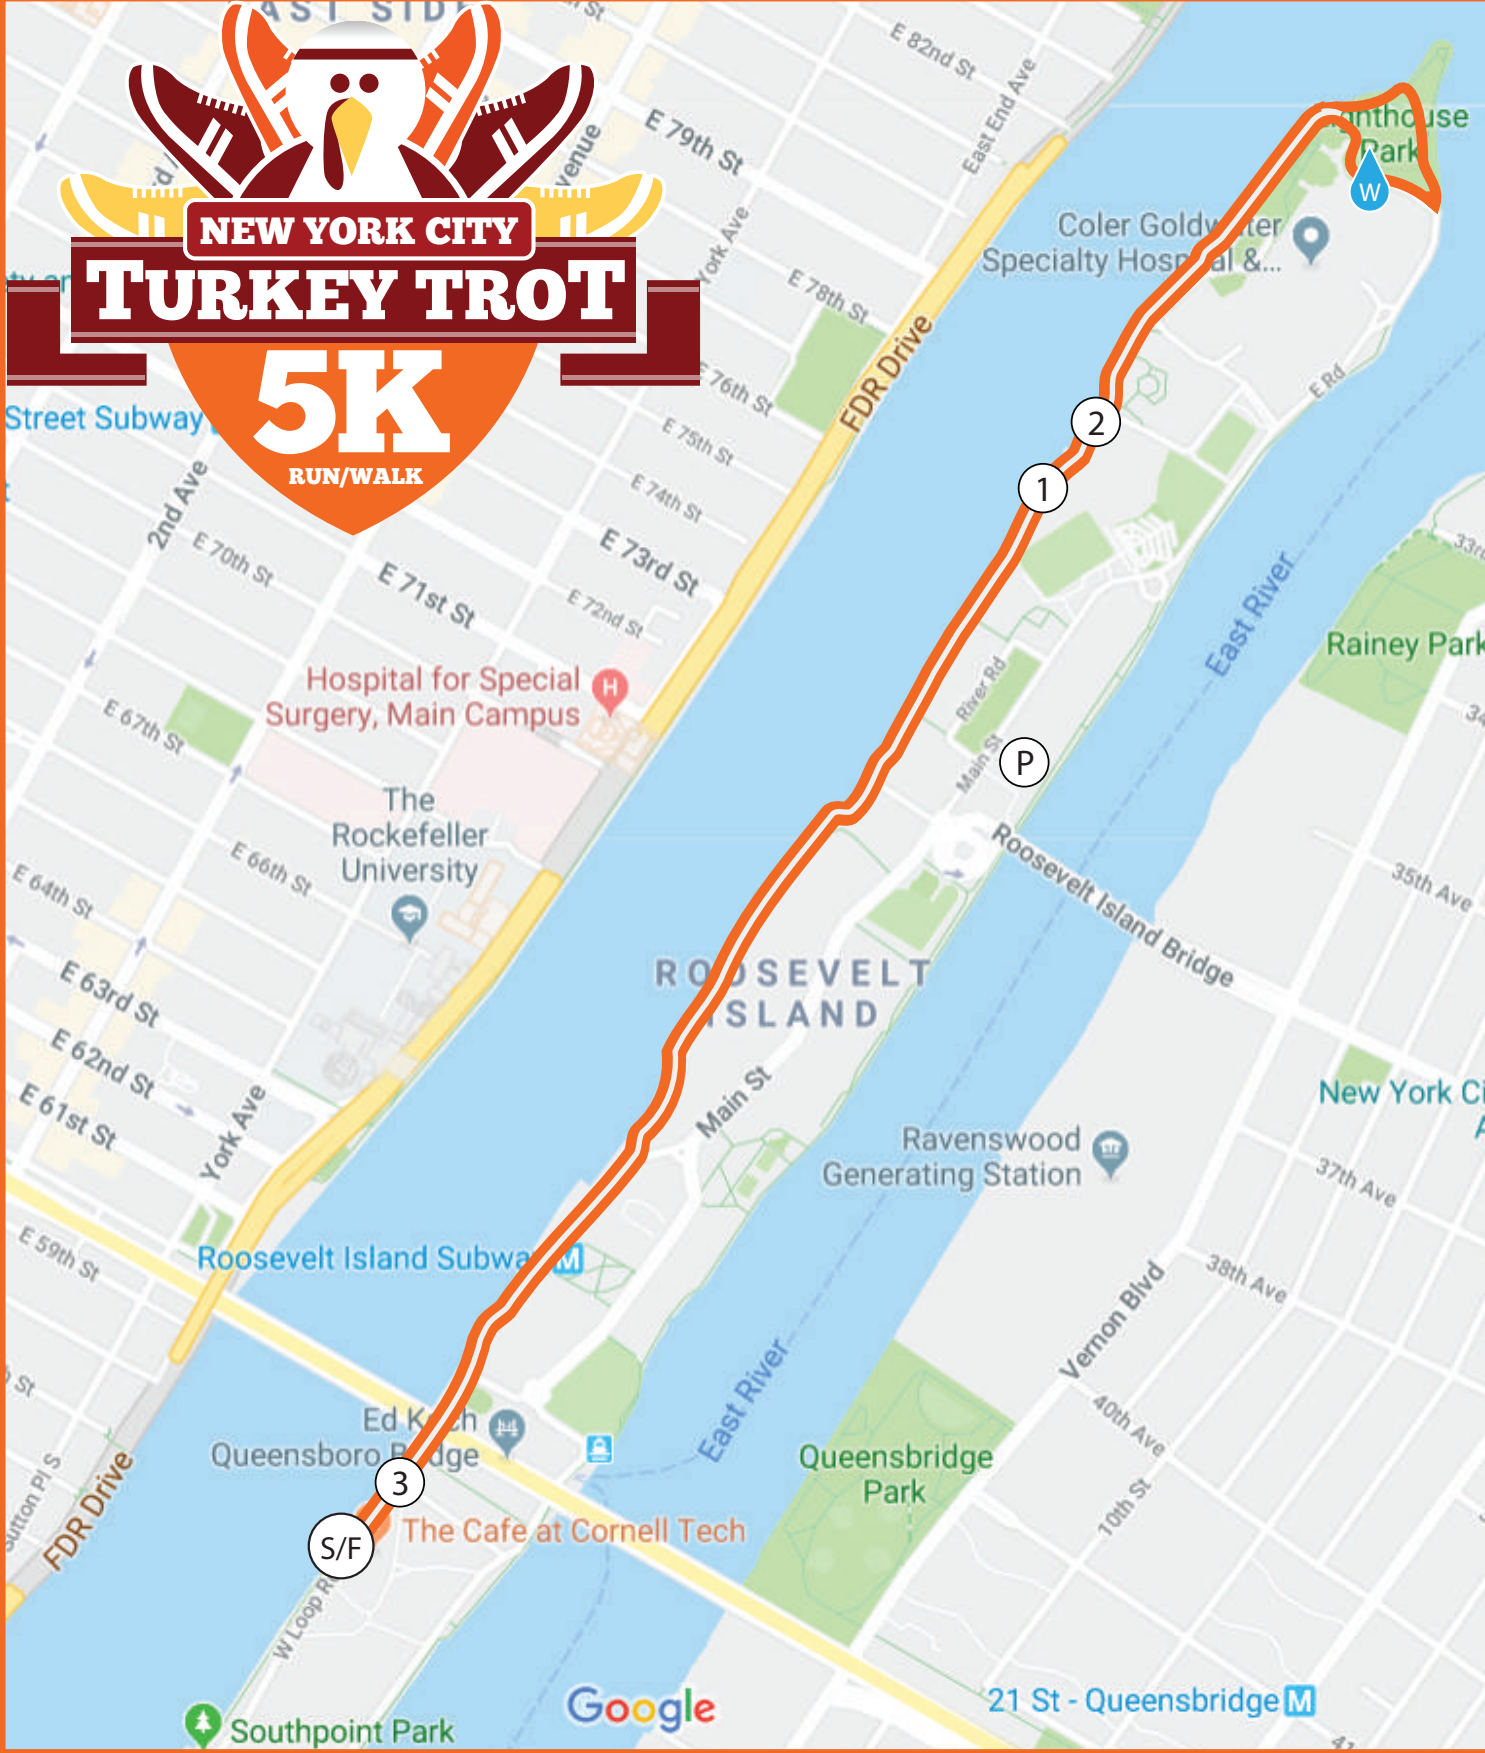 NEW YORK CITY
TURKEY TROT
5K
RUN/WALK
E 82nd St
East End Ave
E 79th St
York Ave
E 78th St
E 76th St
E 75th St
E 74th St
E 73rd St
E 72nd St
E 71st St
E 70th St
2nd Ave
Street Subway
FDR Drive
Park
W
Coler
Specialty
&...
E Rd
2
1
East River
Rainey Park
River Rd
Main St
P
Hospital for Special
Surgery, Main Campus
H
E 67th St
The
Rockefeller
University
E 66th St
E 64th St
E 63rd St
E 62nd St
E 61st St
York Ave
E 59th St
Roosevelt Island Bridge
35th Ave
ROOSEVELT
ISLAND
Main St
New York
Ravenswood
Generating Station
37th Ave
38th Ave
Vernon Blvd
40th Ave
10th St
Roosevelt Island Subway
M
Ed Koch
Queensboro Bridge
East River
Queensbridge
Park
3
S/F
The Cafe at Cornell Tech
Sutton Pl S
FDR Drive
W Loop
Google
21 St - Queensbridge M
Southpoint Park